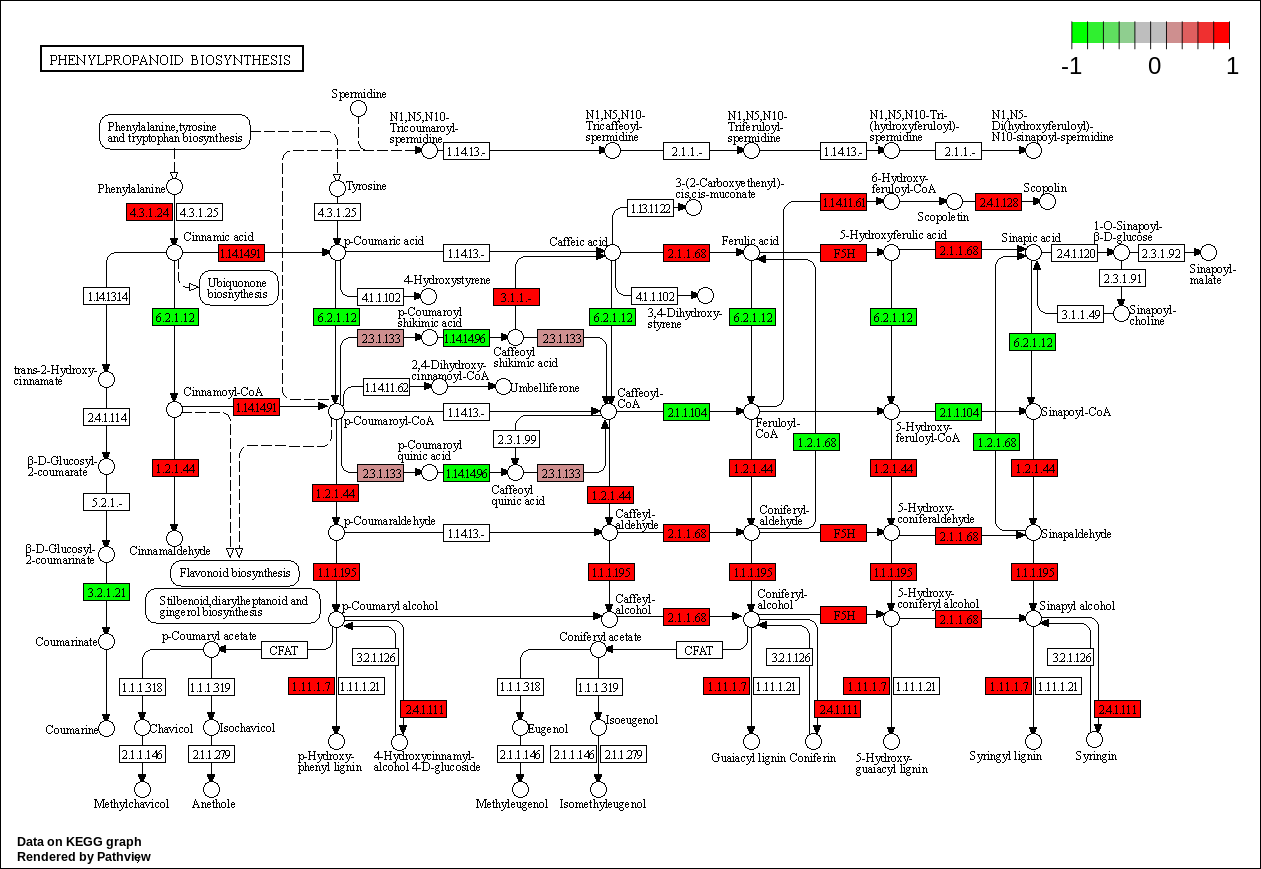 PHENYLPROPANOID BIOSYNTHESIS
-1 0 1
Spermidine
Phenylalanine,tyrosine
and tryptophan biosynthesis
N1,N5,N10-
Tricoumaroyl-
spermidine
N1,N5,N10-
Tricaffeoyl-
spermidine
N1,N5,N10-
Triferuloyl-
spermidine
N1,N5,N10-Tri-
(hydroxyferuloyl)-
spermidine
N1,N5-
Di(hydroxyferuloyl)-
N10-sinapoyl-spermidine
1.14.13.-
2.1.1.-
1.14.13.-
2.1.1.-
Phenylalanine
Tyrosine
3-(2-Carboxyethenyl)-
cis,cis-muconate
6-Hydroxy-
feruloyl-CoA
Scopolin
4.3.1.24
4.3.1.25
4.3.1.25
1.13.11.22
1.14.11.61
2.4.1.128
Scopoletin
Cinnamic acid
1.14.14.91
p-Coumaric acid
1.14.13.-
Caffeic acid
2.1.1.68
Ferulic acid
F5H
5-Hydroxyferulic acid
2.1.1.68
Sinapic acid
2.4.1.120
1-O-Sinapoyl-
β-D-glucose
2.3.1.92
Sinapoyl-
malate
2.3.1.91
3.1.1.49
Sinapoyl-
choline
Ubiquonone
biosnythesis
1.14.13.14
4-Hydroxystyrene
4.1.1.102
3.1.1.-
4.1.1.102
3,4-Dihydroxy-
styrene
6.2.1.12
6.2.1.12
6.2.1.12
6.2.1.12
6.2.1.12
6.2.1.12
p-Coumaroyl
shikimic acid
2.3.1.133
1.14.14.96
2.3.1.133
Caffeoyl
shikimic acid
trans-2-Hydroxy-
cinnamate
2,4-Dihydroxy-
cinnamoyl-CoA
1.14.11.62
Umbelliferone
Cinnamoyl-CoA
1.14.14.91
p-Coumaroyl-CoA
1.14.13.-
Caffeoyl-
CoA
2.1.1.104
Feruloyl-
CoA
5-Hydroxy-
feruloyl-CoA
2.1.1.104
Sinapoyl-CoA
2.4.1.114
2.3.1.99
1.2.1.68
1.2.1.68
β-D-Glucosyl-
2-coumarate
1.2.1.44
p-Coumaroyl
quinic acid
2.3.1.133
1.14.14.96
2.3.1.133
Caffeoyl
quinic acid
1.2.1.44
1.2.1.44
1.2.1.44
1.2.1.44
1.2.1.44
5.2.1.-
Cinnamaldehyde
p-Coumaraldehyde
1.14.13.-
Caffeyl-
aldehyde
2.1.1.68
Coniferyl-
aldehyde
F5H
5-Hydroxy-
coniferaldehyde
2.1.1.68
Sinapaldehyde
β-D-Glucosyl-
2-coumarinate
Flavonoid biosynthesis
1.1.1.195
1.1.1.195
1.1.1.195
1.1.1.195
1.1.1.195
3.2.1.21
Stilbenoid,diarylheptanoid and
gingerol biosynthesis
p-Coumaryl alcohol
Caffeyl-
alcohol
2.1.1.68
Coniferyl-
alcohol
F5H
5-Hydroxy-
coniferyl alcohol
2.1.1.68
Sinapyl alcohol
Coumarinate
p-Coumaryl acetate
CFAT
Coniferyl acetate
CFAT
3.2.1.126
3.2.1.126
3.2.1.126
1.1.1.318
1.1.1.319
1.11.1.7
1.11.1.21
1.1.1.318
1.1.1.319
1.11.1.7
1.11.1.21
1.11.1.7
1.11.1.21
1.11.1.7
1.11.1.21
2.4.1.111
2.4.1.111
2.4.1.111
Coumarine
Chavicol
Isochavicol
Eugenol
Isoeugenol
2.1.1.146
2.1.1.279
2.1.1.146
2.1.1.146
2.1.1.279
p-Hydroxy-
phenyl lignin
4-Hydroxycinnamyl-
alcohol 4-D-glucoside
Guaiacyl lignin
Coniferin
5-Hydroxy-
guaiacyl lignin
Syringyl lignin
Syringin
Methylchavicol
Anethole
Methyleugenol
Isomethyleugenol
Data on KEGG graph
Rendered by Pathview